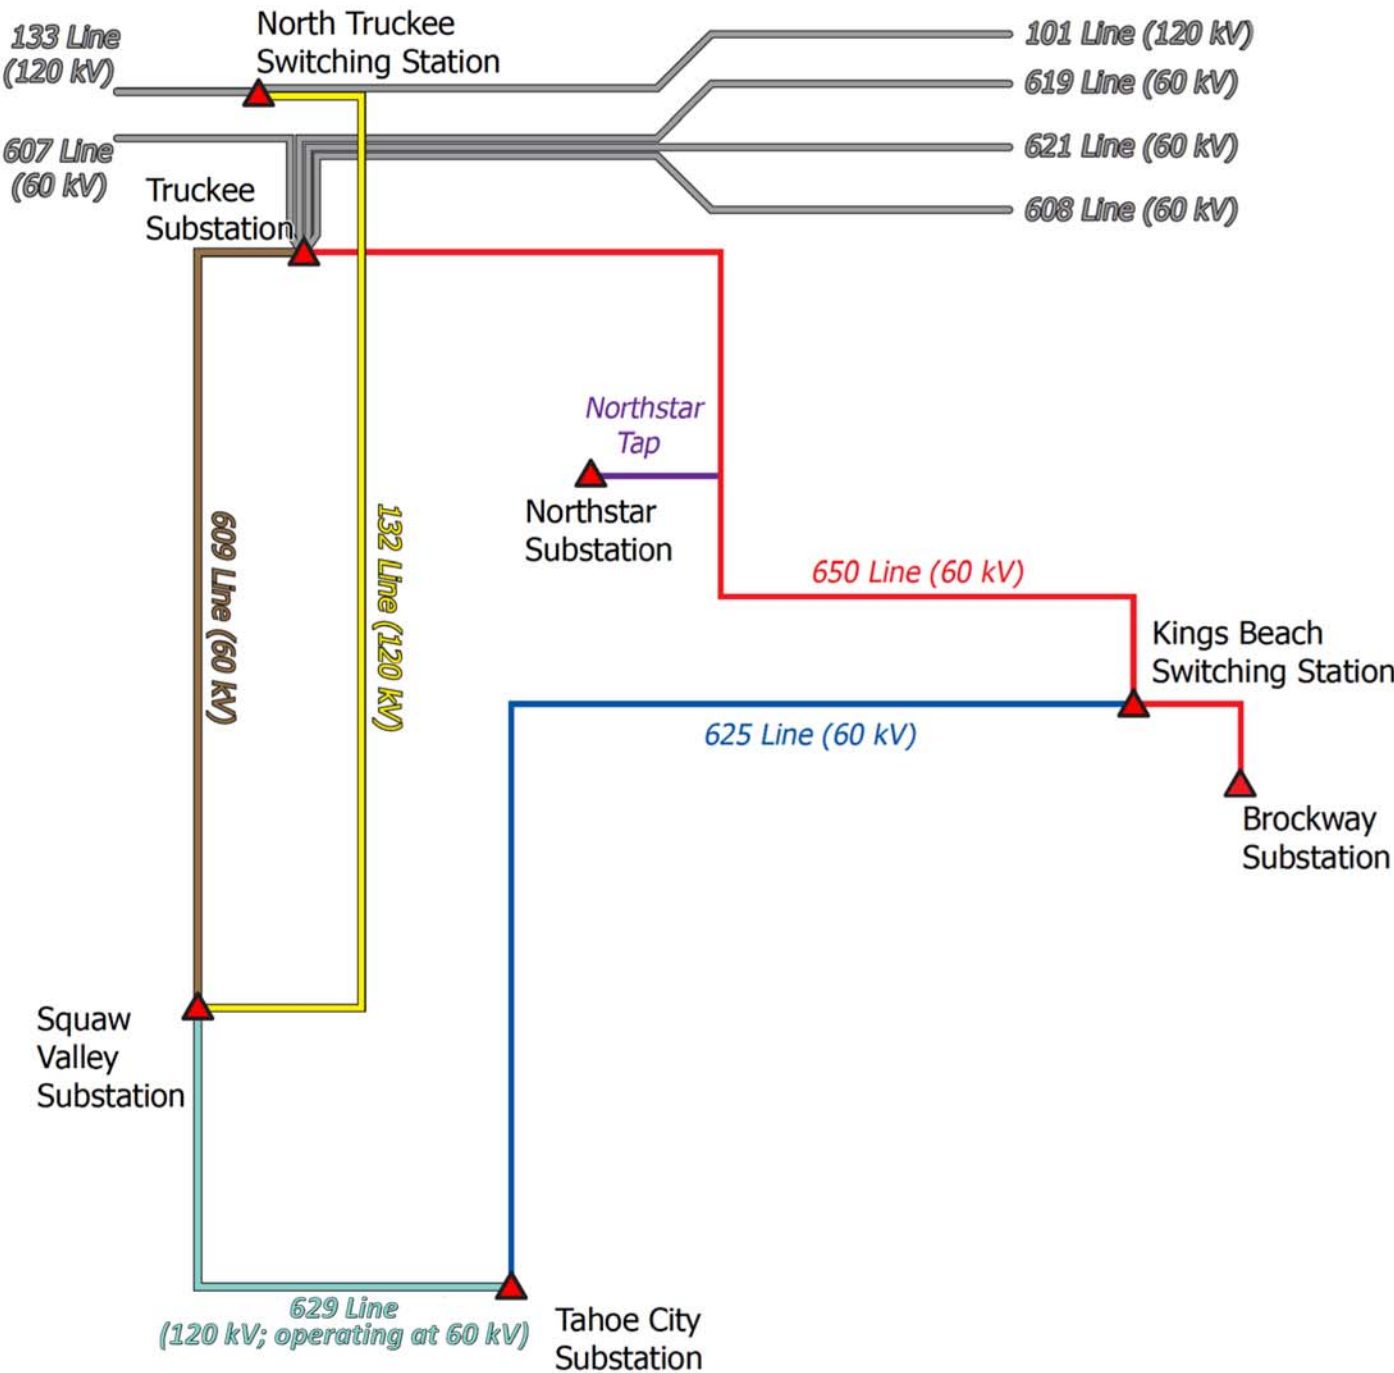 133 Line
(120 kV)
North Truckee
Switching Station
101 Line (120 kV)
619 Line (60 kV)
607 Line
(60 kV)
621 Line (60 kV)
Truckee
Substation
608 Line (60 kV)
Northstar
Tap
Northstar
Substation
609 Line (60 kV)
132 Line (120 kV)
650 Line (60 kV)
Kings Beach
Switching Station
625 Line (60 kV)
Brockway
Substation
Squaw
Valley
Substation
629 Line
(120 kV; operating at 60 kV)
Tahoe City
Substation